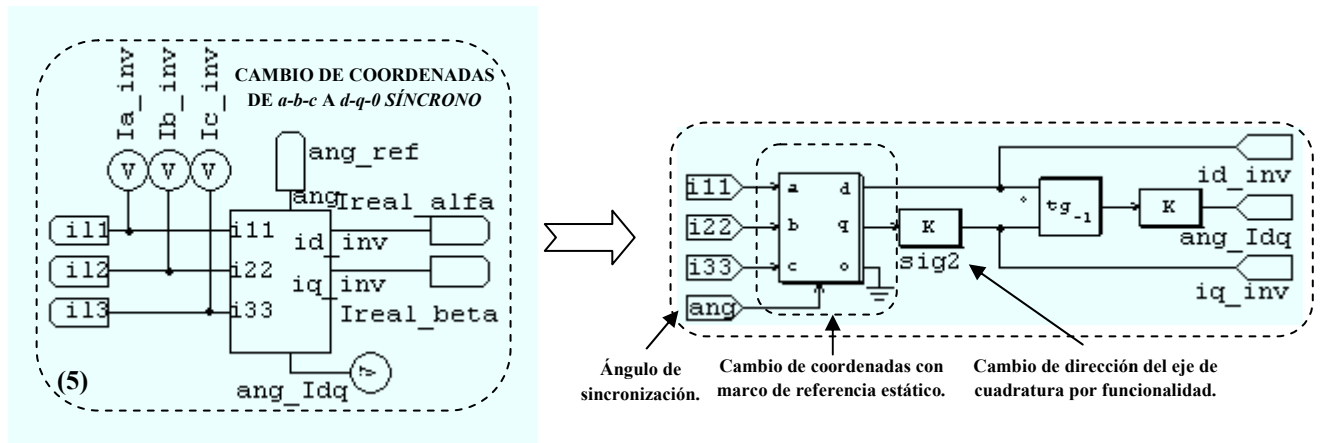 Ia_inv
Ib_inv
Ic_inv
CAMBIO DE COORDENADAS
DE a-b-c A d-q-0 SÍNCRONO
V
V
V
ang_ref
ang
Ireal_alfa
il1
il2
il3
i11
i22
i33
id_inv
iq_inv
Ireal_beta
V
ang_Idq
(5)
i11
i22
i33
ang
a
b
c
d
q
o
K
sig2
tg-1
K
id_inv
ang_Idq
iq_inv
Ángulo de
sincronización.
Cambio de coordenadas con
marco de referencia estático.
Cambio de dirección del eje de
cuadratura por funcionalidad.